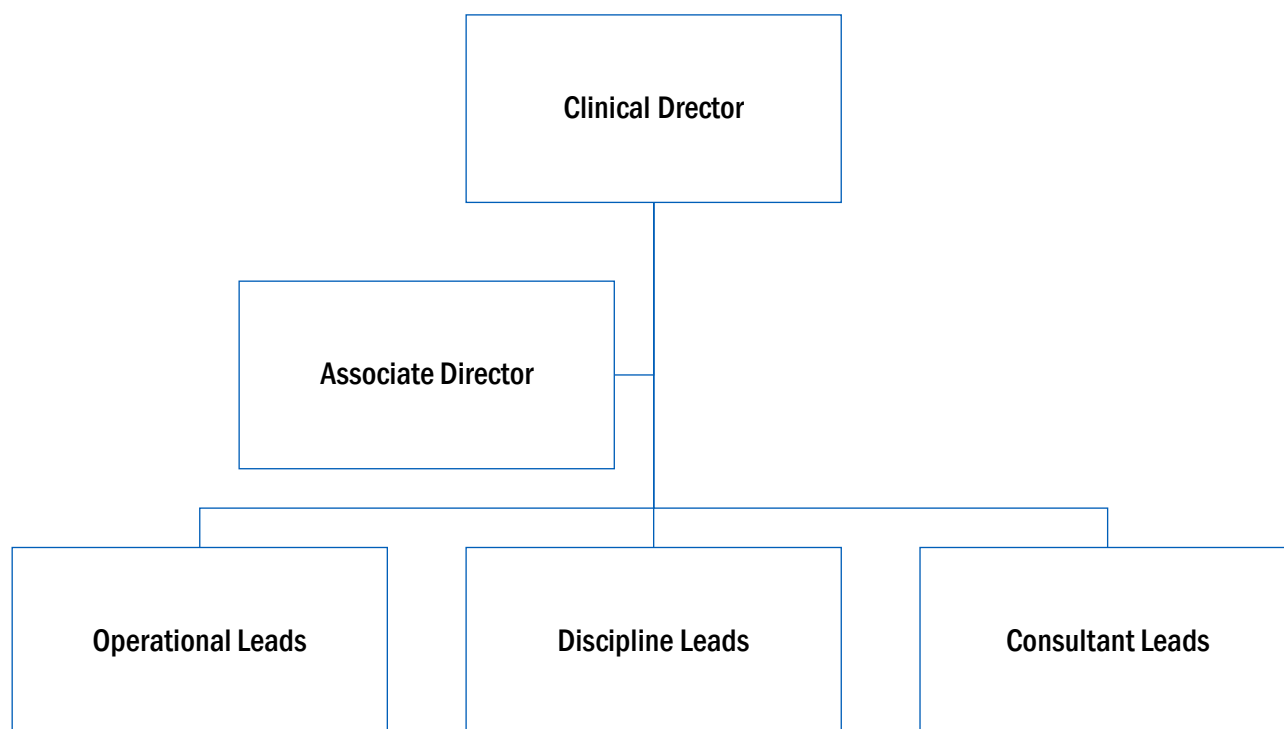 Clinical Drector
Associate Director
Operational Leads
Discipline Leads
Consultant Leads